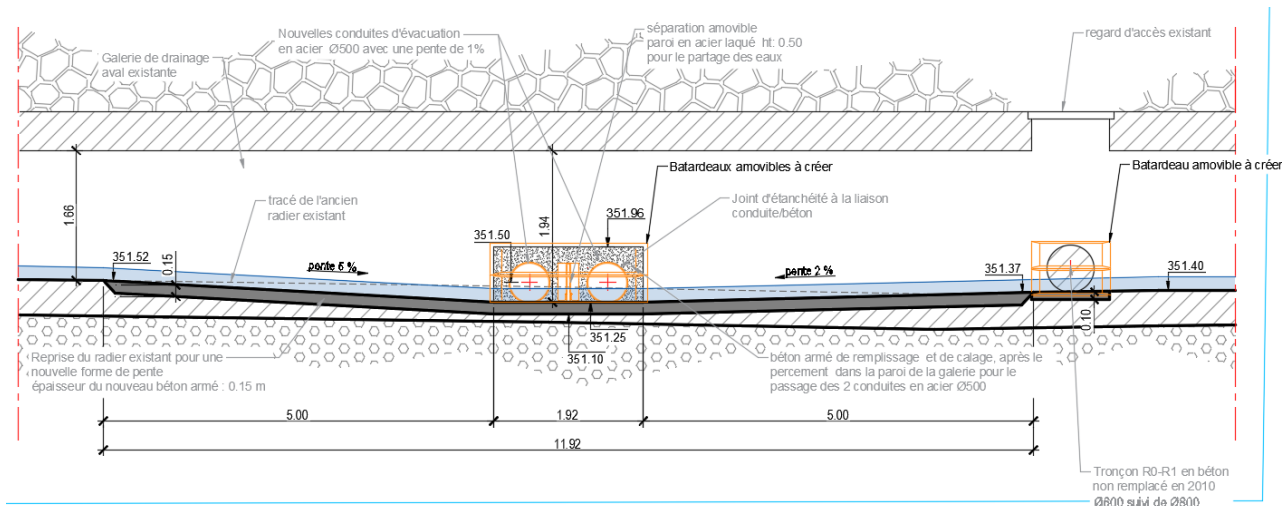 Nouvelles conduites d'évacuation
en acier Ø500 avec une pente de 1%
séparation amovible
paroi en acier laqué ht: 0.50
pour le partage des eaux
regard d'accès existant
Galerie de drainage
aval existante
Batardeaux amovibles à créer
Batardeau amovible à créer
tracé de l'ancien
radier existant
Joint d'étanchéité à la liaison
conduite/béton
1.66
1.94
351.96
351.50
351.52
0.15
pente 6 %
pente 2 %
351.37
351.40
0.10
351.25
351.10
Reprise du radier existant pour une
nouvelle forme de pente
épaisseur du nouveau béton armé : 0.15 m
béton armé de remplissage et de calage, après le
percement dans la paroi de la galerie pour le
passage des 2 conduites en acier Ø500
5.00
1.92
5.00
11.92
Tronçon R0-R1 en béton
non remplacé en 2010
Ø600 suivi de Ø800